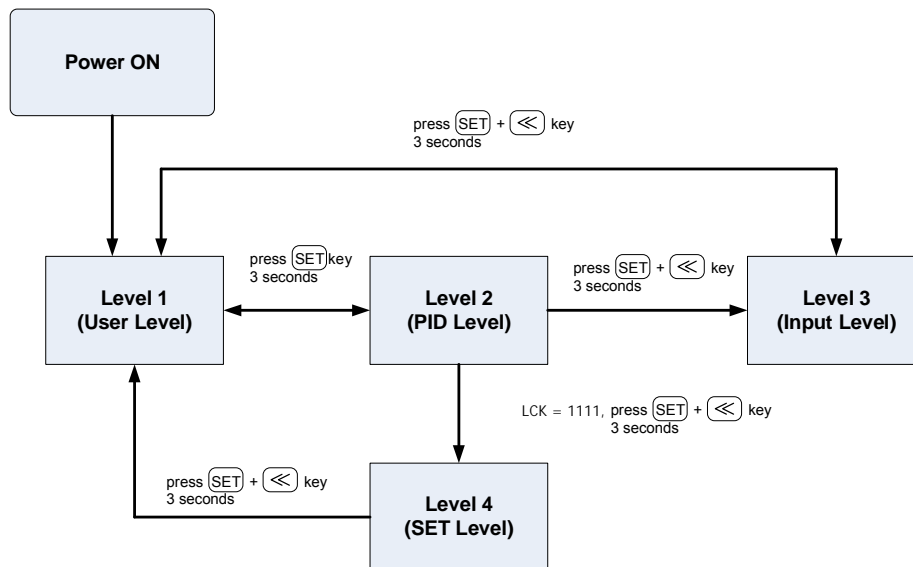 Power ON
press SET + ≪ key
3 seconds
press SET key
3 seconds
press SET + ≪ key
3 seconds
Level 1
(User Level)
Level 2
(PID Level)
Level 3
(Input Level)
LCK = 1111, press SET + ≪ key
3 seconds
press SET + ≪ key
3 seconds
Level 4
(SET Level)